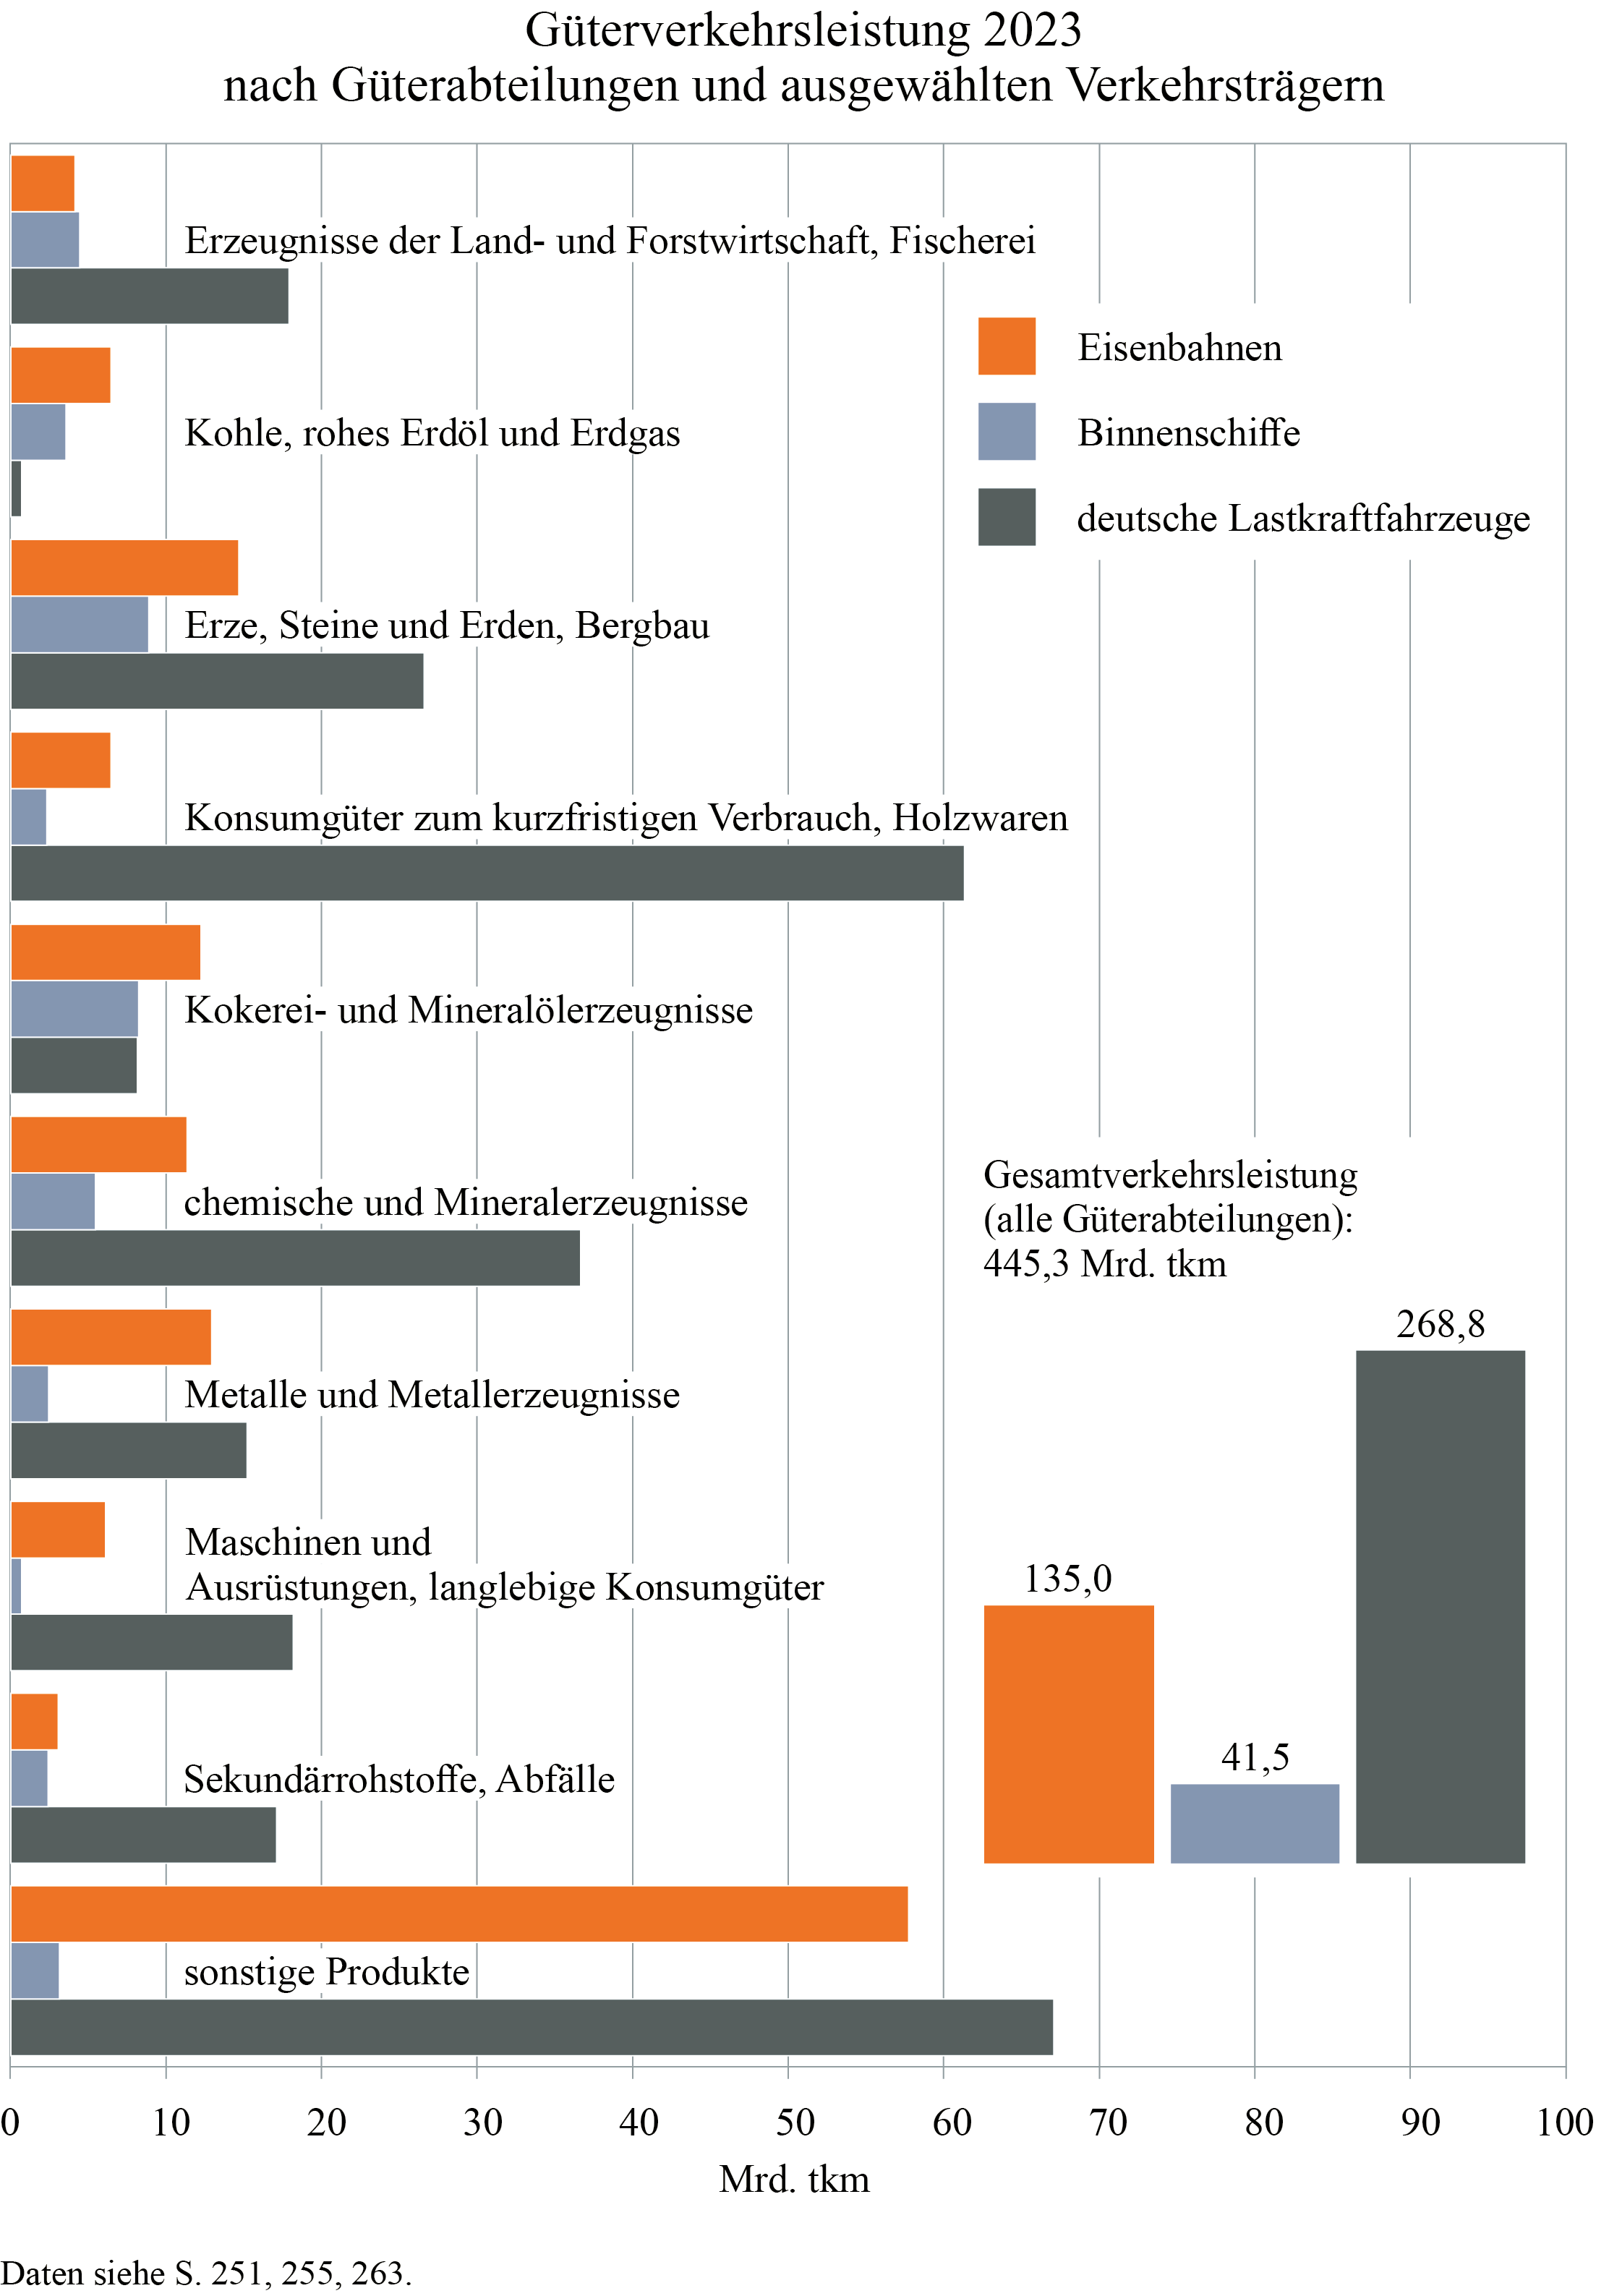 Güterverkehrsleistung 2023
nach Güterabteilungen und ausgewählten Verkehrsträgern
Erzeugnisse der Land- und Forstwirtschaft, Fischerei
Eisenbahnen
Kohle, rohes Erdöl und Erdgas
Binnenschiffe
deutsche Lastkraftfahrzeuge
Erze, Steine und Erden, Bergbau
Konsumgüter zum kurzfristigen Verbrauch, Holzwaren
Kokerei- und Mineralölerzeugnisse
chemische und Mineralerzeugnisse
Gesamtverkehrsleistung
(alle Güterabteilungen):
445,3 Mrd. tkm
268,8
Metalle und Metallerzeugnisse
Maschinen und
Ausrüstungen, langlebige Konsumgüter
135,0
41,5
Sekundärrohstoffe, Abfälle
sonstige Produkte
0 10 20 30 40 50 60 70 80 90 100
Mrd. tkm
Daten siehe S. 251, 255, 263.